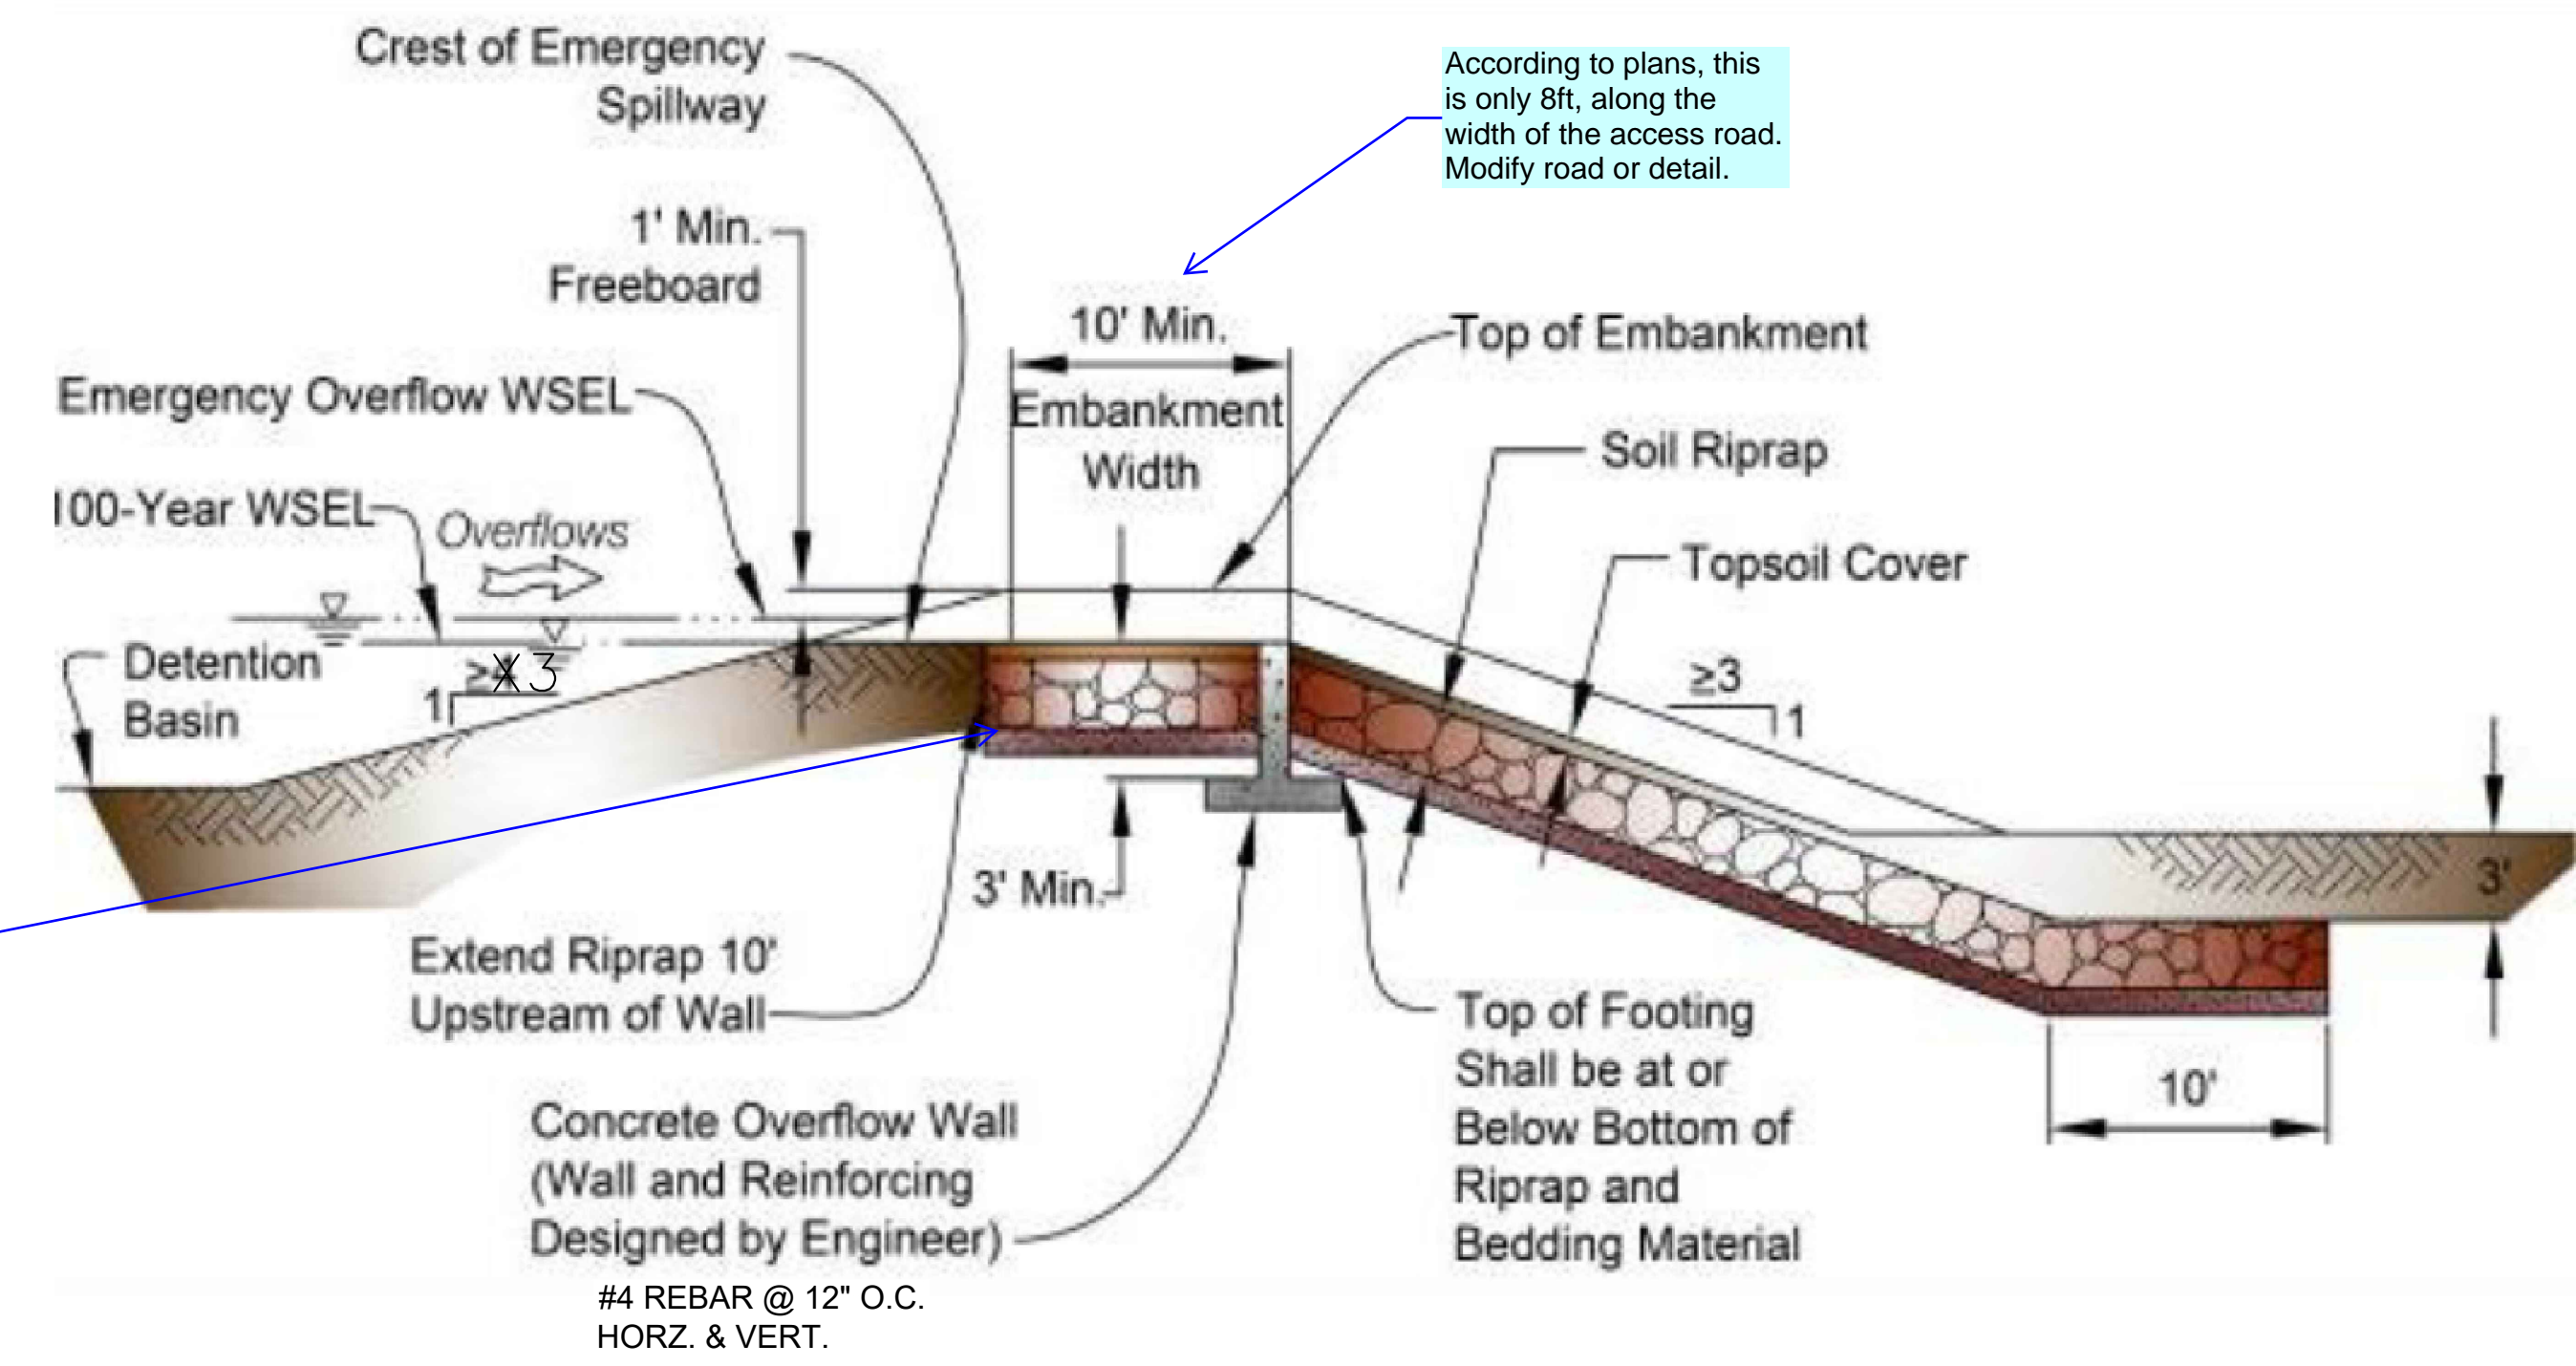 Crest of Emergency
Spillway
According to plans, this
is only 8ft, along the
width of the access road.
Modify road or detail.
1' Min.
Freeboard
10' Min.
Embankment
Width
Top of Embankment
Emergency Overflow WSEL
Soil Riprap
100-Year WSEL
Overflows
Topsoil Cover
Detention
Basin
≥4 3
1
≥3
1
3'
3' Min.
Extend Riprap 10'
Upstream of Wall
Top of Footing
Shall be at or
Below Bottom of
Riprap and
Bedding Material
10'
Concrete Overflow Wall
(Wall and Reinforcing
Designed by Engineer)
#4 REBAR @ 12" O.C.
HORZ. & VERT.